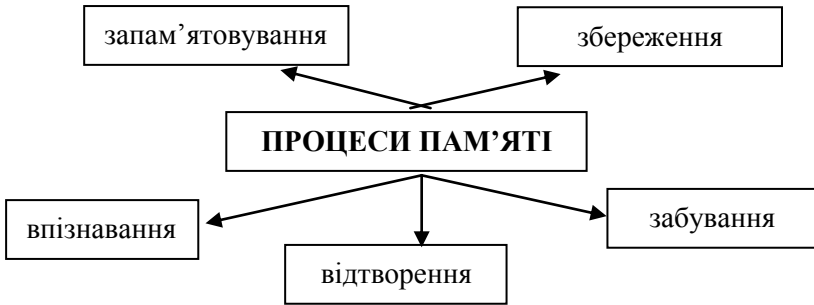 запам’ятовування
збереження
ПРОЦЕСИ ПАМ’ЯТІ
впізнавання
відтворення
забування